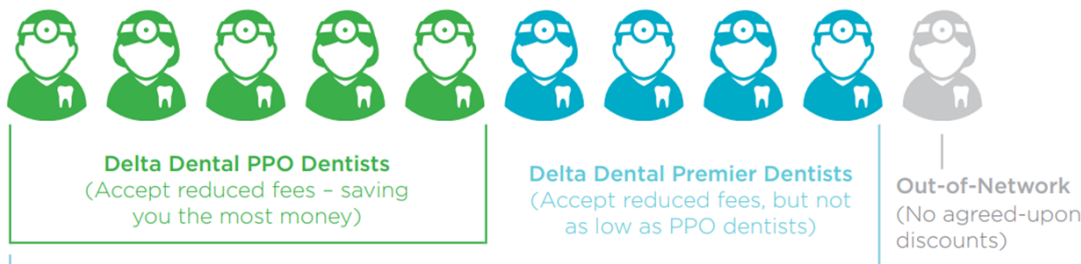 Delta Dental PPO Dentists
(Accept reduced fees – saving
you the most money)
Delta Dental Premier Dentists
(Accept reduced fees, but not
as low as PPO dentists)
Out-of-Network
(No agreed-upon
discounts)